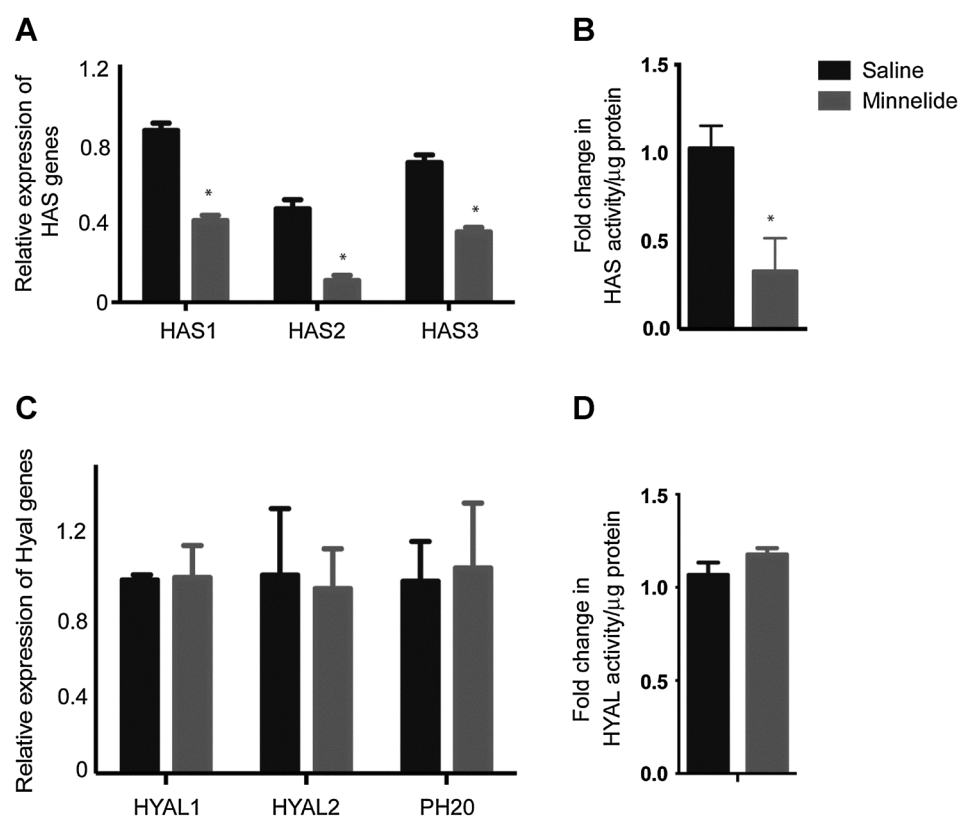 A
Relative expression of
HAS genes
1.2
0.8
0.4
0
*
*
*
HAS1 HAS2 HAS3
B
Fold change in
HAS activity/µg protein
1.5
1.0
0.5
0.0
*
Saline
Minnelide
C
Relative expression of Hyal genes
1.2
0.8
0.4
0
HYAL1 HYAL2 PH20
D
Fold change in
HYAL activity/µg protein
1.5
1.0
0.5
0.0